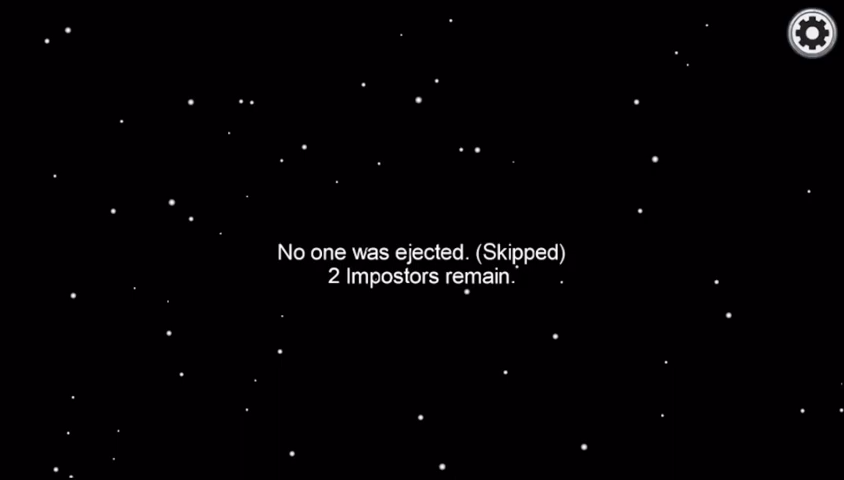 No one was ejected. (Skipped)
2 Impostors remain.